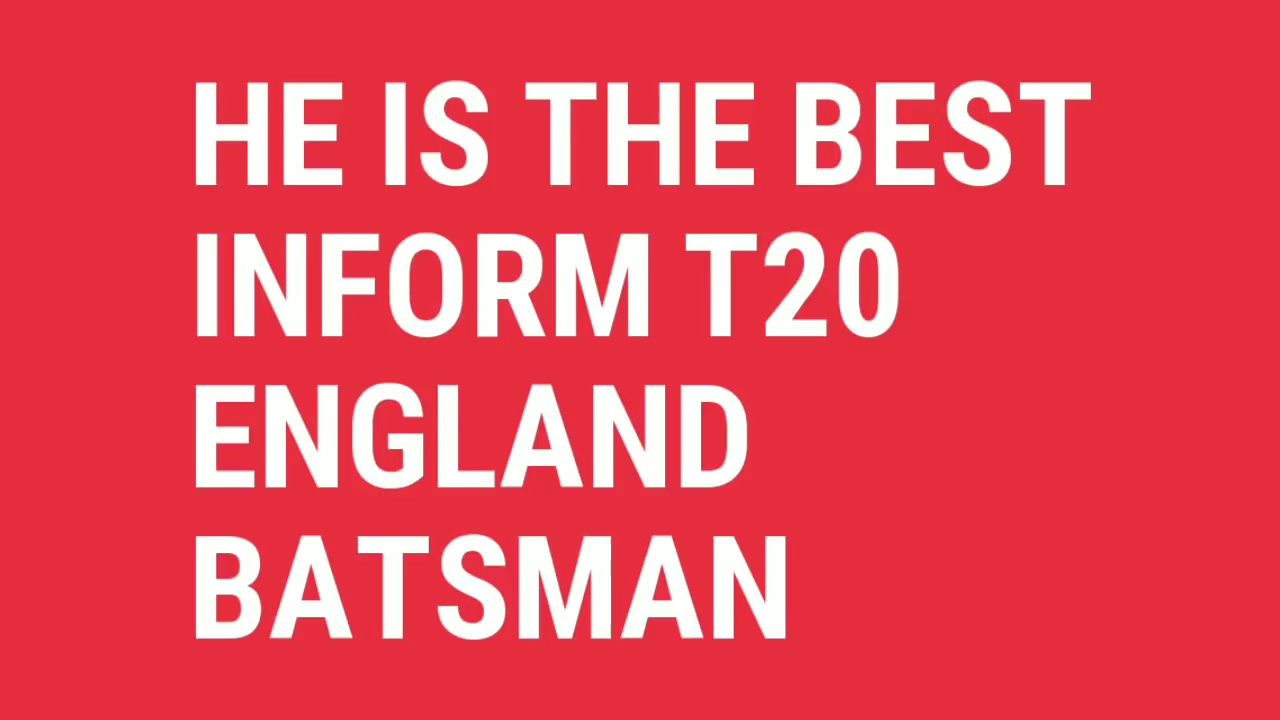 HE IS THE BEST
INFORM T20
ENGLAND
BATSMAN